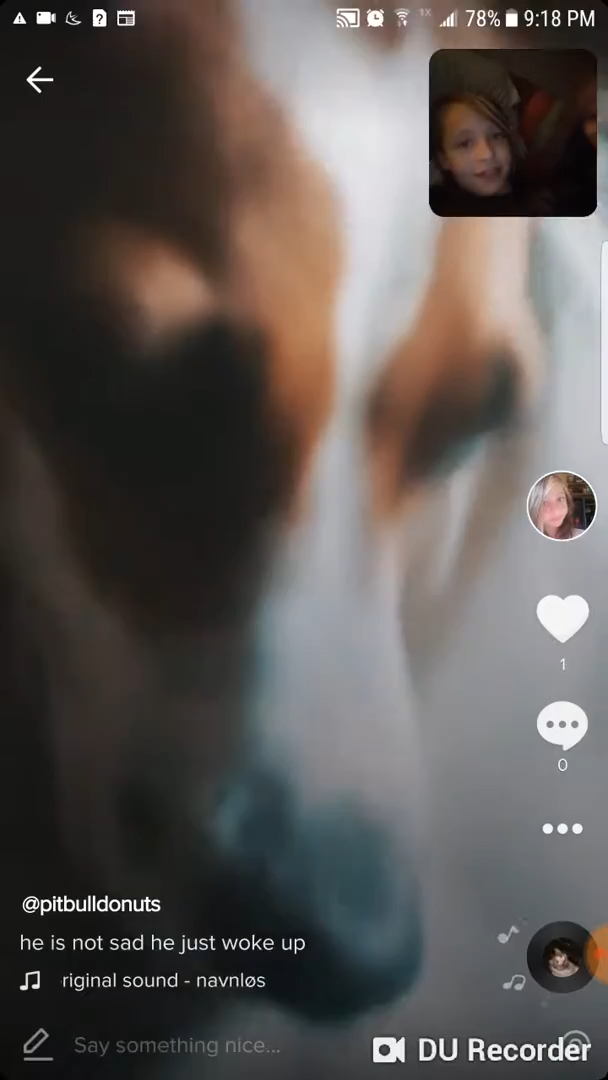 1X 78% 9:18 PM
1
0
@pitbulldonuts
he is not sad he just woke up
riginal sound - navnløs
Say something nice...
DU Recorder